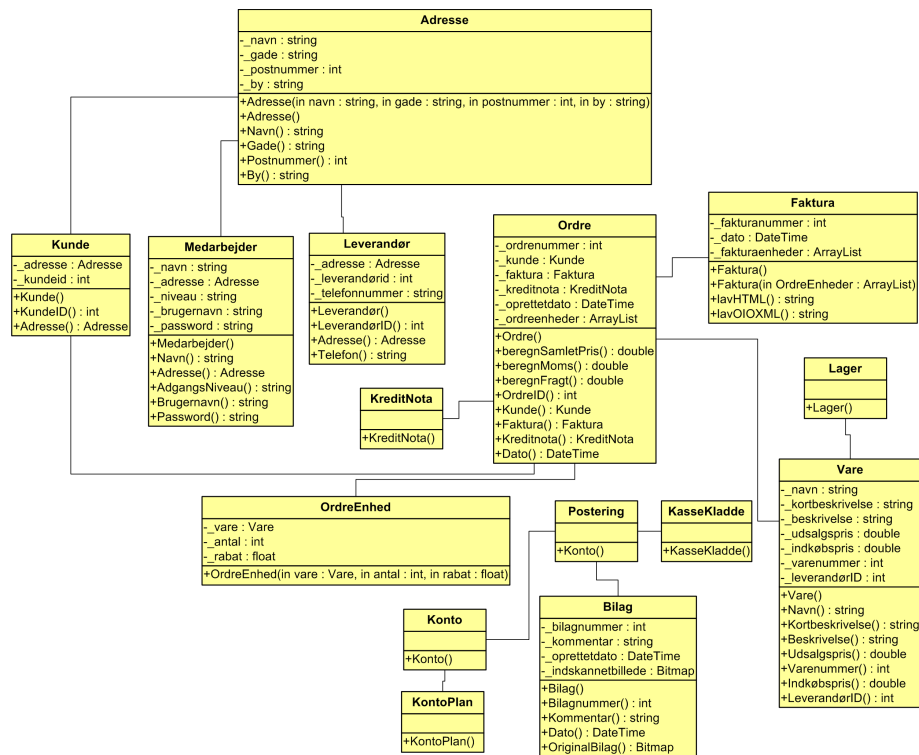 Adresse
-_navn : string
-_gade : string
-_postnummer : int
-_by : string
+Adresse(in navn : string, in gade : string, in postnummer : int, in by : string)
+Adresse()
+Navn() : string
+Gade() : string
+Postnummer() : int
+By() : string
Kunde
-_adresse : Adresse
-_kundeid : int
+Kunde()
+KundeID() : int
+Adresse() : Adresse
Medarbejder
-_navn : string
-_adresse : Adresse
-_niveau : string
-_brugernavn : string
-_password : string
+Medarbejder()
+Navn() : string
+Adresse() : Adresse
+AdgangsNiveau() : string
+Brugernavn() : string
+Password() : string
Leverandør
-_adresse : Adresse
-_leverandørid : int
-_telefonnummer : string
+Leverandør()
+LeverandørID() : int
+Adresse() : Adresse
+Telefon() : string
Ordre
-_ordrenummer : int
-_kunde : Kunde
-_faktura : Faktura
-_kreditnota : KreditNota
-_oprettetdato : DateTime
-_ordreenheder : ArrayList
+Ordre()
+beregnSamletPris() : double
+beregnMoms() : double
+beregnFragt() : double
+OrdreID() : int
+Kunde() : Kunde
+Faktura() : Faktura
+Kreditnota() : KreditNota
+Dato() : DateTime
Faktura
-_fakturanummer : int
-_dato : DateTime
-_fakturaenheder : ArrayList
+Faktura()
+Faktura(in OrdreEnheder : ArrayList)
+lavHTML() : string
+lavOIOXML() : string
KreditNota
+KreditNota()
Lager
+Lager()
Vare
-_navn : string
-_kortbeskrivelse : string
-_beskrivelse : string
-_udsalgspris : double
-_indkøbspris : double
-_varenummer : int
-_leverandørID : int
+Vare()
+Navn() : string
+Kortbeskrivelse() : string
+Beskrivelse() : string
+Udsalgspris() : double
+Varenummer() : int
+Indkøbspris() : double
+LeverandørID() : int
OrdreEnhed
-_vare : Vare
-_antal : int
-_rabat : float
+OrdreEnhed(in vare : Vare, in antal : int, in rabat : float)
Postering
+Konto()
KasseKladde
+KasseKladde()
Konto
+Konto()
KontoPlan
+KontoPlan()
Bilag
-_bilagnummer : int
-_kommentar : string
-_oprettetdato : DateTime
-_indskannetbillede : Bitmap
+Bilag()
+Bilagnummer() : int
+Kommentar() : string
+Dato() : DateTime
+OriginalBilag() : Bitmap